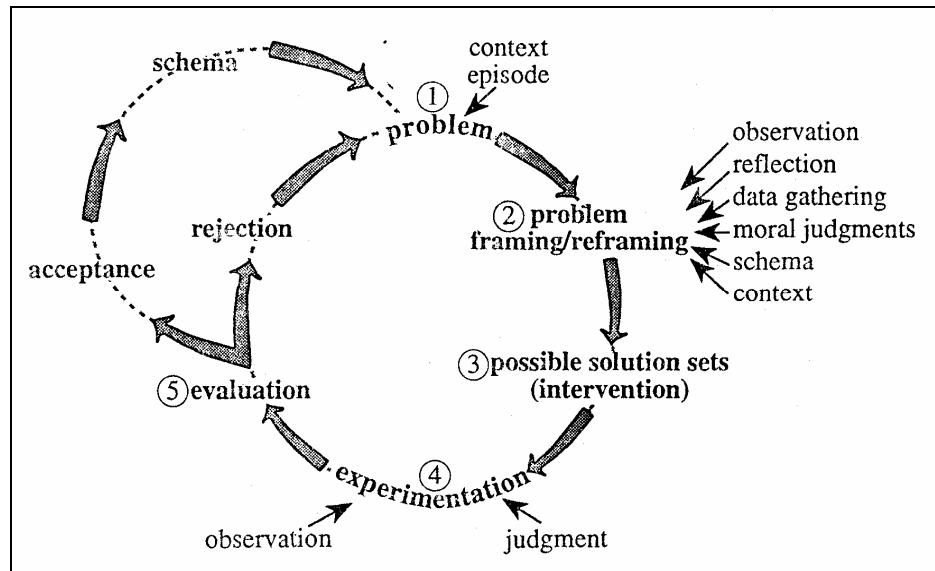 context
episode
schema
①
problem
observation
reflection
data gathering
moral judgments
schema
context
② problem
framing/reframing
rejection
acceptance
③ possible solution sets
(intervention)
⑤ evaluation
④
experimentation
observation
judgment